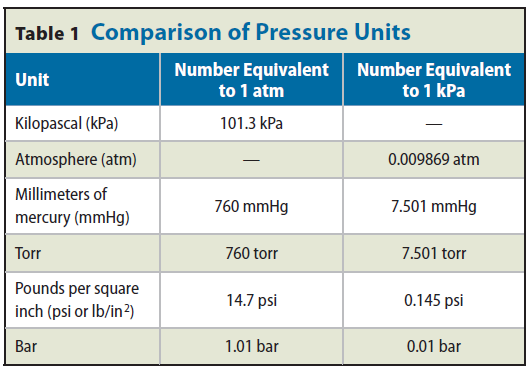 Table 1 Comparison of Pressure Units
Unit
Number Equivalent
to 1 atm
Number Equivalent
to 1 kPa
Kilopascal (kPa)
101.3 kPa
—
Atmosphere (atm)
—
0.009869 atm
Millimeters of
mercury (mmHg)
760 mmHg
7.501 mmHg
Torr
760 torr
7.501 torr
Pounds per square
inch (psi or lb/in²)
14.7 psi
0.145 psi
Bar
1.01 bar
0.01 bar